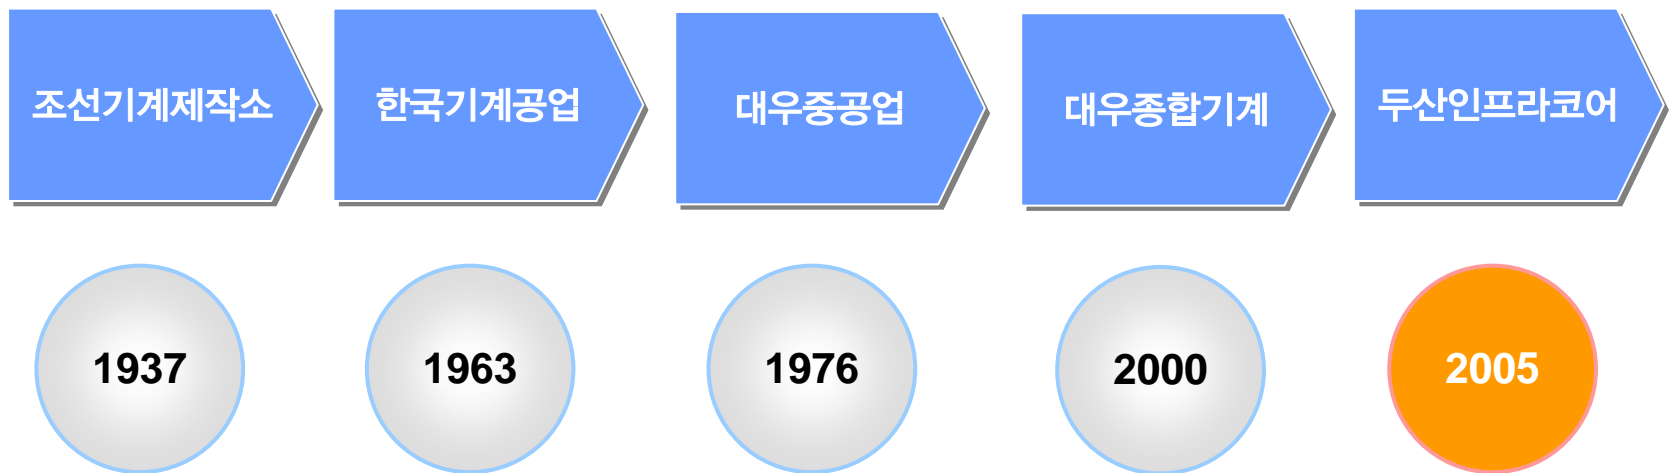 조선기계제작소
한국기계공업
대우중공업
대우종합기계
두산인프라코어
1937
1963
1976
2000
2005